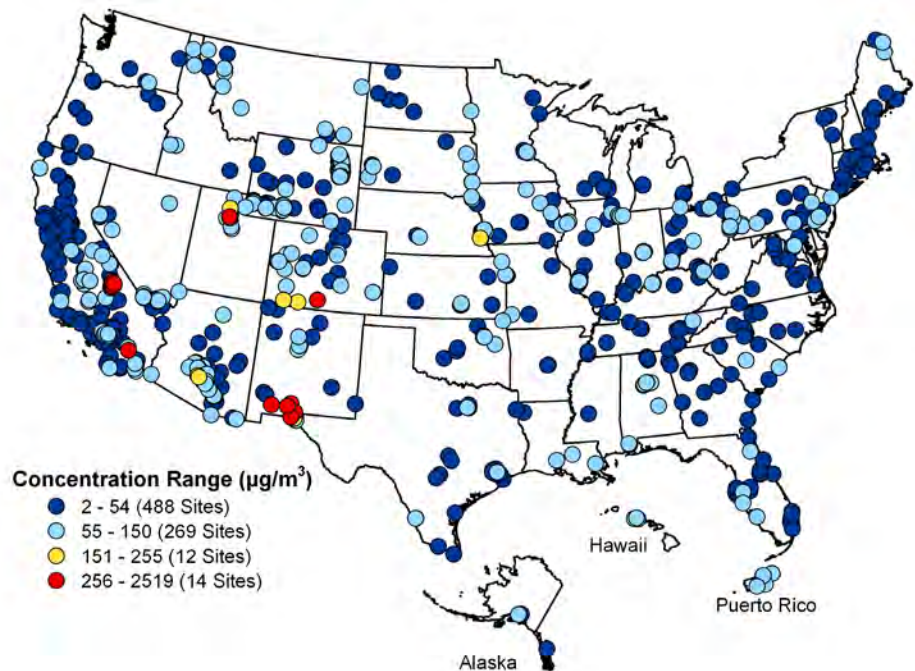 Concentration Range (µg/m³)
2 - 54 (488 Sites)
55 - 150 (269 Sites)
151 - 255 (12 Sites)
256 - 2519 (14 Sites)
Hawaii
Puerto Rico
Alaska